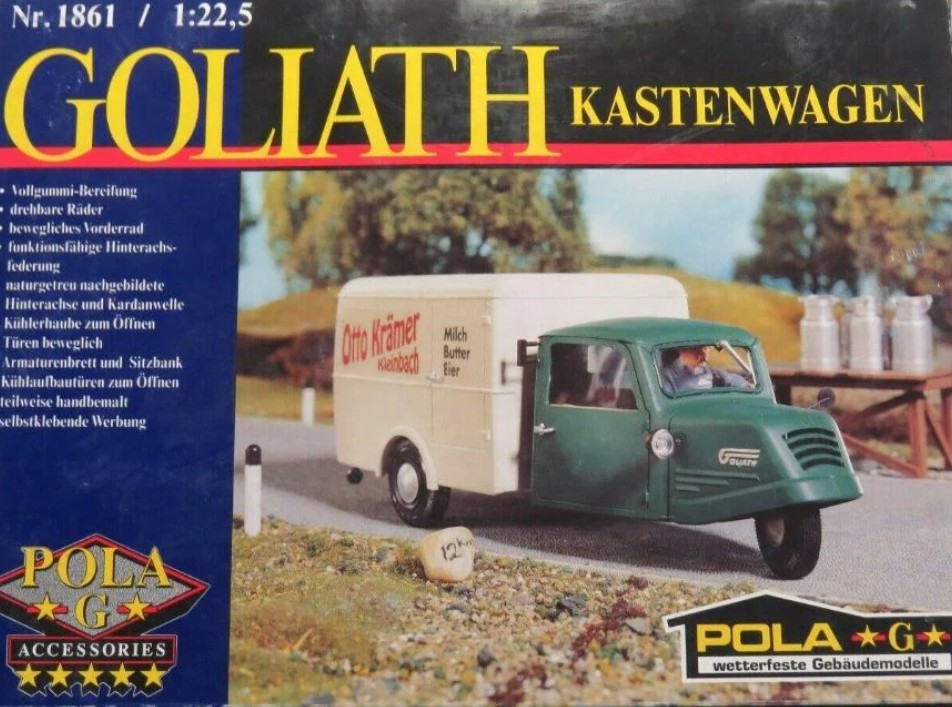 Nr. 1861 / 1:22,5
GOLIATH KASTENWAGEN
• Vollgummi-Bereifung
• drehbare Räder
• bewegliches Vorderrad
• funktionsfähige Hinterachs-
federung
naturgetreu nachgebildete
Hinterachse und Kardanwelle
Kühlerhaube zum Öffnen
Türen beweglich
Armaturenbrett und Sitzbank
Kühlaufbautüren zum Öffnen
teilweise handbemalt
selbstklebende Werbung
Otto Krämer
Kleinbach
Milch
Butter
Eier
GOLIATH
12 Km
POLA
G
ACCESSORIES
POLA G
wetterfeste Gebäudemodelle